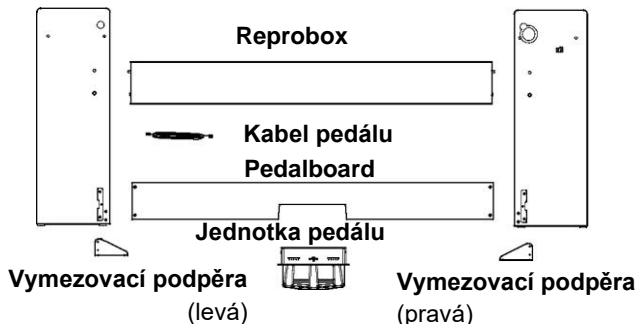 Reprobox
Kabel pedálu
Pedalboard
Jednotka pedálu
Vymezovací podpěra
(levá)
Vymezovací podpěra
(pravá)